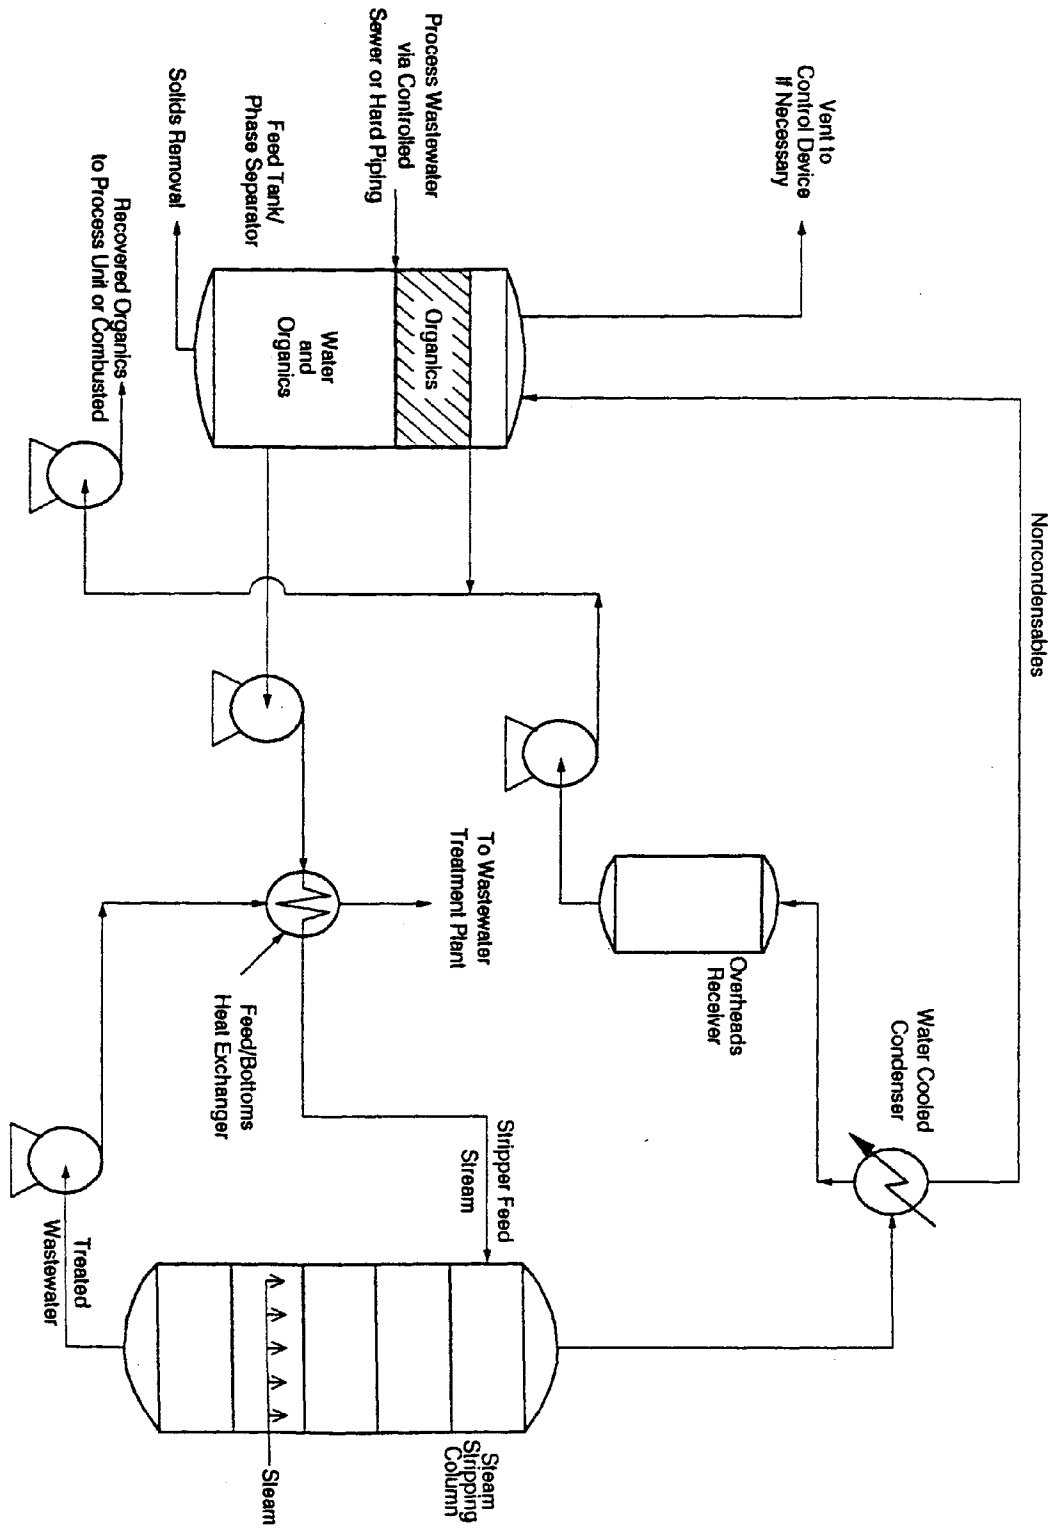 Vent to
Control Device
If Necessary
Process Wastewater
via Controlled
Sewer or Hard Piping
Feed Tank/
Phase Separator
Solids Removal
Recovered Organics
to Process Unit or Combusted
Organics
Water
and
Organics
Noncondensables
To Wastewater
Treatment Plant
Overheads
Receiver
Water Cooled
Condenser
Feed/Bottoms
Heat Exchanger
Stripper Feed
Stream
Treated
Wastewater
Steam
Stripping
Column
Steam